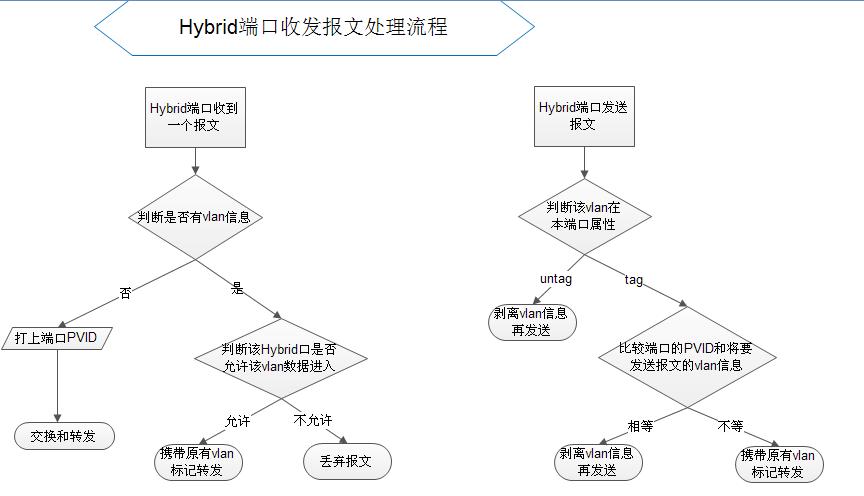 Hybrid端口收发报文处理流程
Hybrid端口收到
一个报文
判断是否有vlan信息
否
是
打上端口PVID
判断该Hybrid口是否
允许该vlan数据进入
交换和转发
允许
不允许
携带原有vlan
标记转发
丢弃报文
Hybrid端口发送
报文
判断该vlan在
本端口属性
untag
tag
剥离vlan信息
再发送
比较端口的PVID和将要
发送报文的vlan信息
相等
不等
剥离vlan信息
再发送
携带原有vlan
标记转发